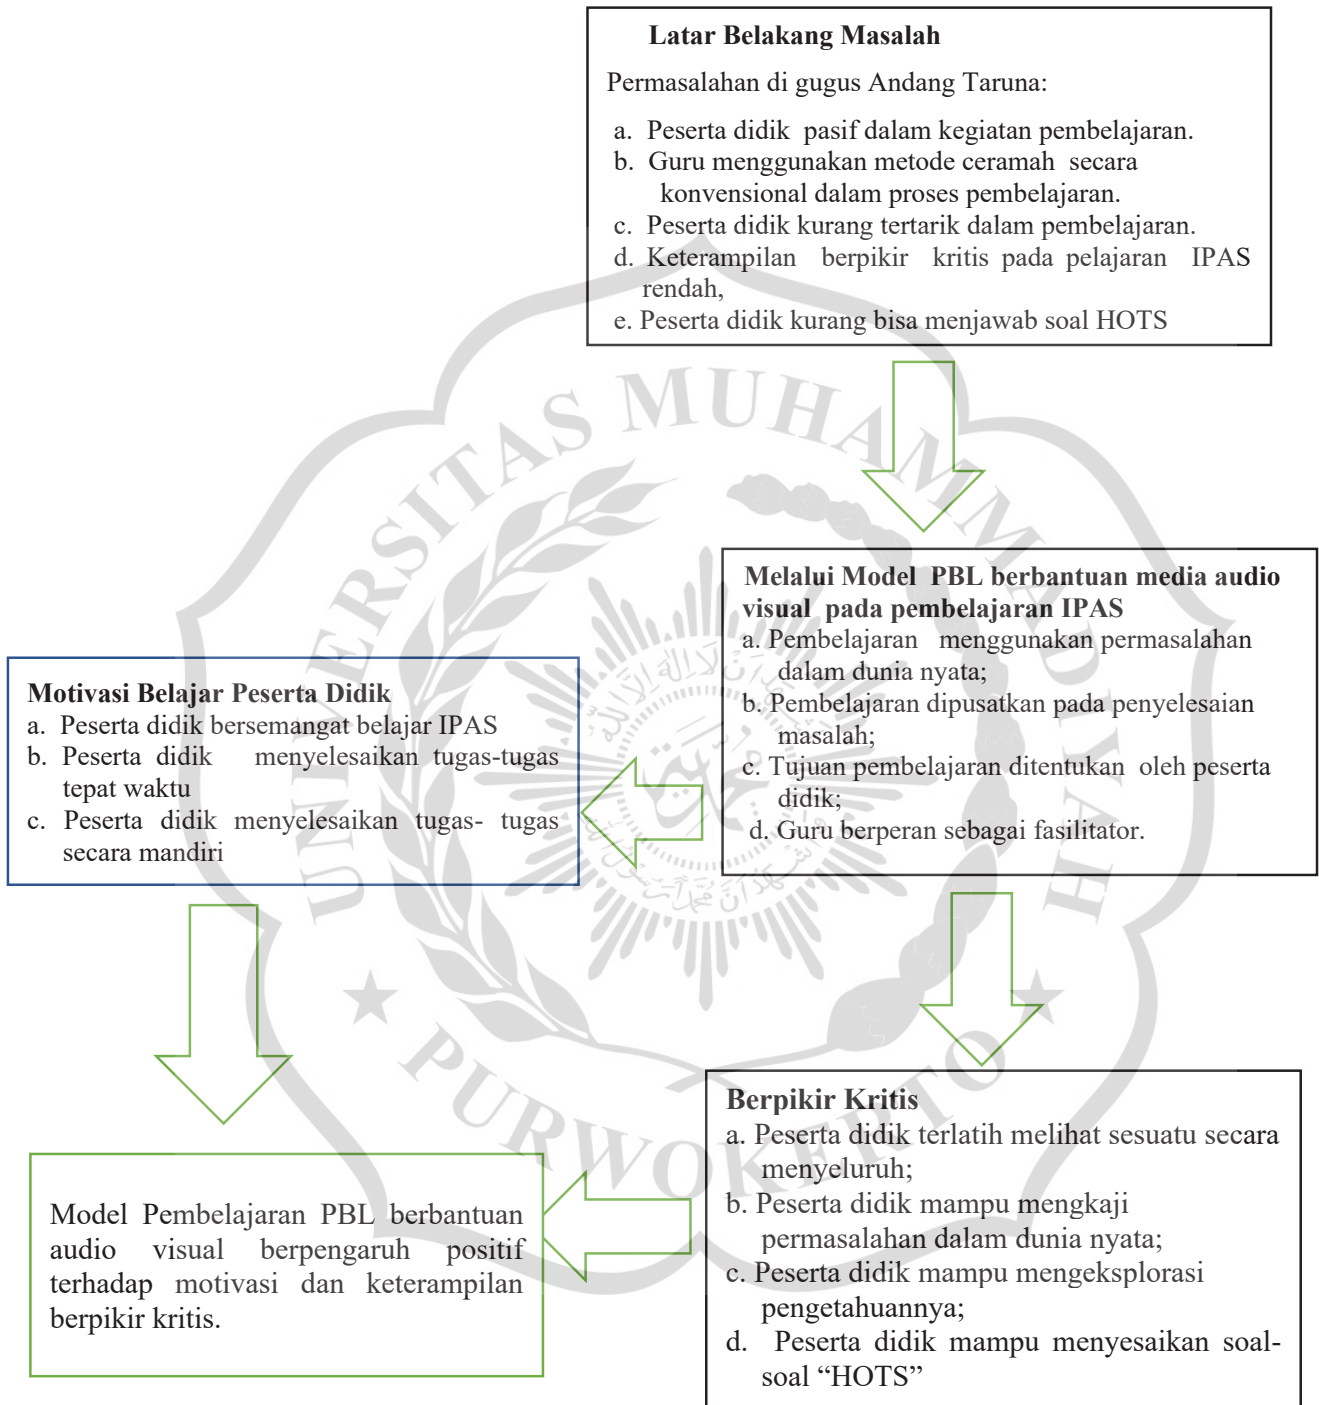 Latar Belakang Masalah
Permasalahan di gugus Andang Taruna:
a. Peserta didik pasif dalam kegiatan pembelajaran.
b. Guru menggunakan metode ceramah secara
konvensional dalam proses pembelajaran.
c. Peserta didik kurang tertarik dalam pembelajaran.
d. Keterampilan berpikir kritis pada pelajaran IPAS
rendah,
e. Peserta didik kurang bisa menjawab soal HOTS
Melalui Model PBL berbantuan media audio
visual pada pembelajaran IPAS
a. Pembelajaran menggunakan permasalahan
dalam dunia nyata;
b. Pembelajaran dipusatkan pada penyelesaian
masalah;
c. Tujuan pembelajaran ditentukan oleh peserta
didik;
d. Guru berperan sebagai fasilitator.
Motivasi Belajar Peserta Didik
a. Peserta didik bersemangat belajar IPAS
b. Peserta didik menyelesaikan tugas-tugas
tepat waktu
c. Peserta didik menyelesaikan tugas- tugas
secara mandiri
Berpikir Kritis
a. Peserta didik terlatih melihat sesuatu secara
menyeluruh;
b. Peserta didik mampu mengkaji
permasalahan dalam dunia nyata;
c. Peserta didik mampu mengeksplorasi
pengetahuannya;
d. Peserta didik mampu menyesaikan soal-
soal “HOTS”
Model Pembelajaran PBL berbantuan
audio visual berpengaruh positif
terhadap motivasi dan keterampilan
berpikir kritis.
UNIVERSITAS MUHAMMADIYAH
PURWOKERTO